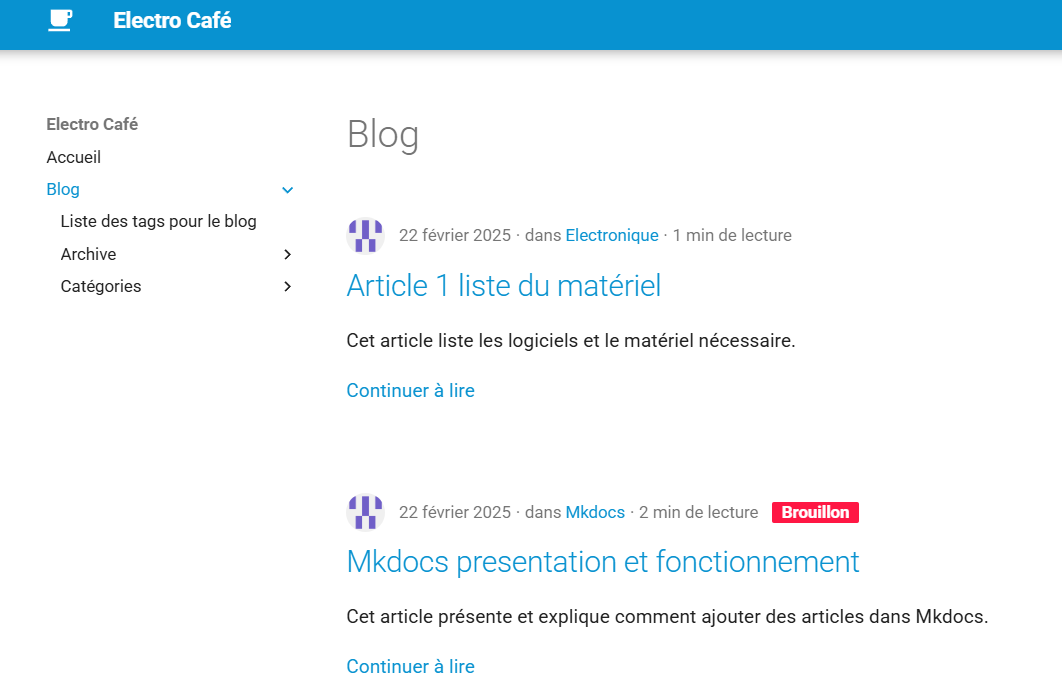 Electro Café
Electro Café
Accueil
Blog
Liste des tags pour le blog
Archive
Catégories
Blog
22 février 2025 · dans Electronique · 1 min de lecture
Article 1 liste du matériel
Cet article liste les logiciels et le matériel nécessaire.
Continuer à lire
22 février 2025 · dans Mkdocs · 2 min de lecture Brouillon
Mkdocs presentation et fonctionnement
Cet article présente et explique comment ajouter des articles dans Mkdocs.
Continuer à lire